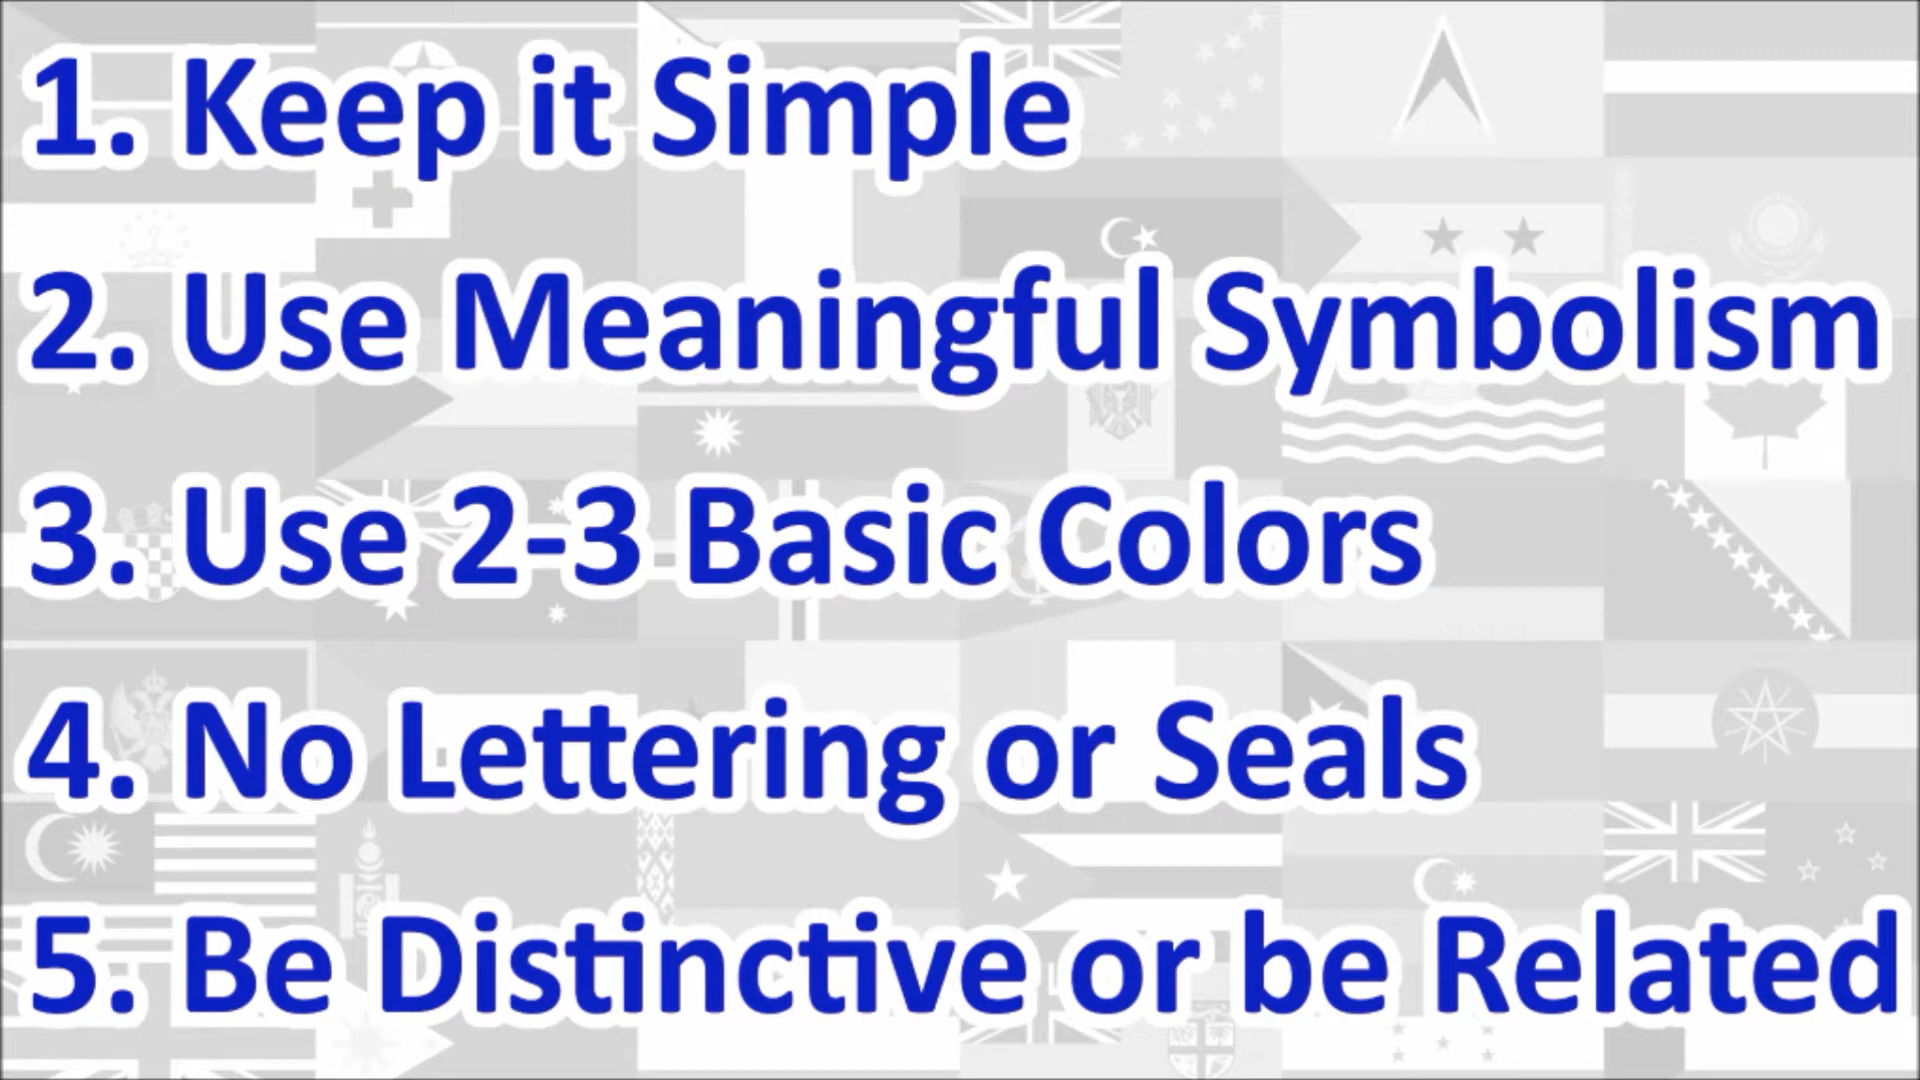 1. Keep it Simple
2. Use Meaningful Symbolism
3. Use 2-3 Basic Colors
4. No Lettering or Seals
5. Be Distinctive or be Related